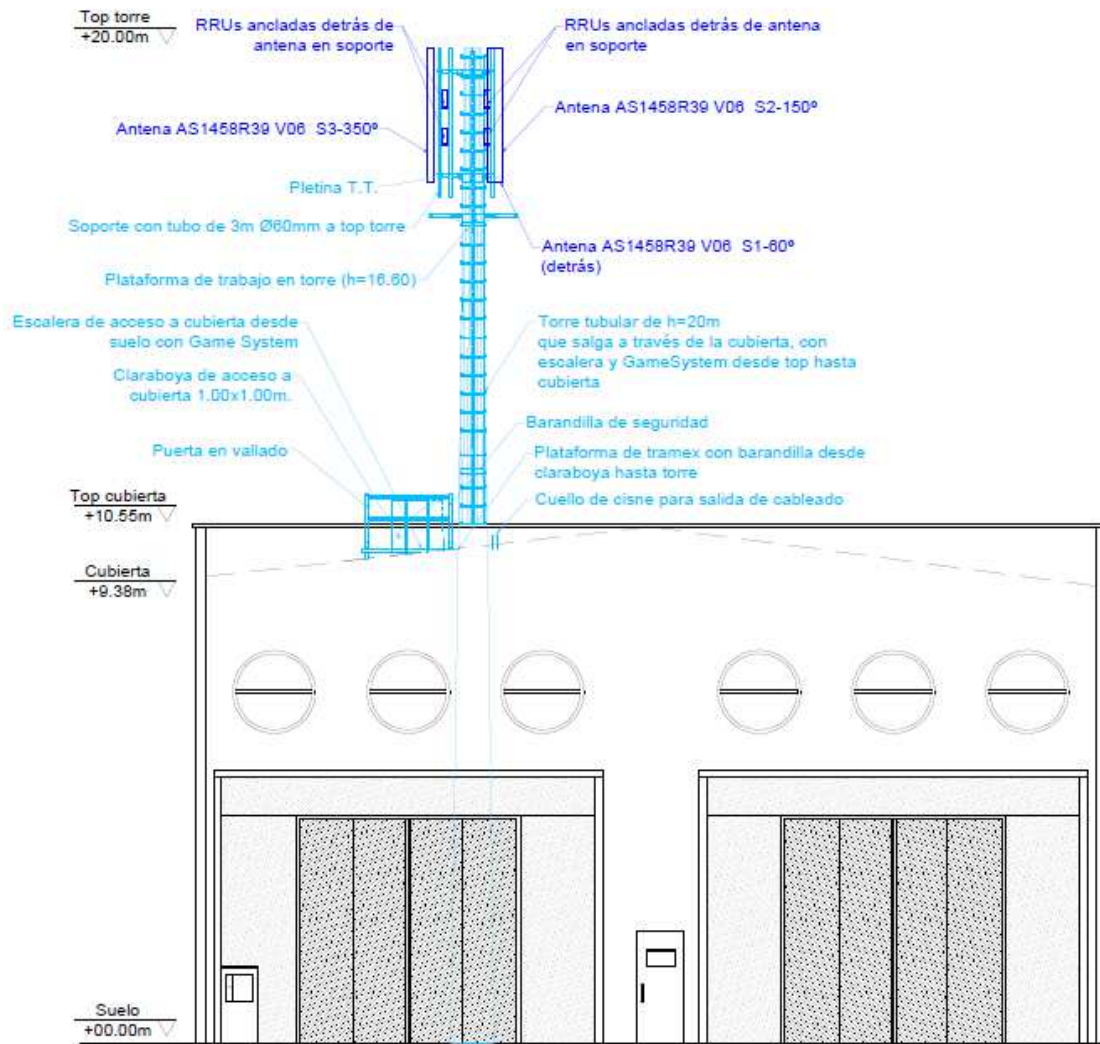 Top torre
+20.00m
RRUs ancladas detrás de
antena en soporte
RRUs ancladas detrás de antena
en soporte
Antena AS1458R39 V06 S3-350º
Antena AS1458R39 V06 S2-150º
Pletina T.T.
Soporte con tubo de 3m Ø60mm a top torre
Antena AS1458R39 V06 S1-60º
(detrás)
Plataforma de trabajo en torre (h=16.60)
Escalera de acceso a cubierta desde
suelo con Game System
Torre tubular de h=20m
que salga a través de la cubierta, con
escalera y GameSystem desde top hasta
cubierta
Claraboya de acceso a
cubierta 1.00x1.00m.
Barandilla de seguridad
Puerta en vallado
Plataforma de tramex con barandilla desde
claraboya hasta torre
Cuello de cisne para salida de cableado
Top cubierta
+10.55m
Cubierta
+9.38m
Suelo
+00.00m